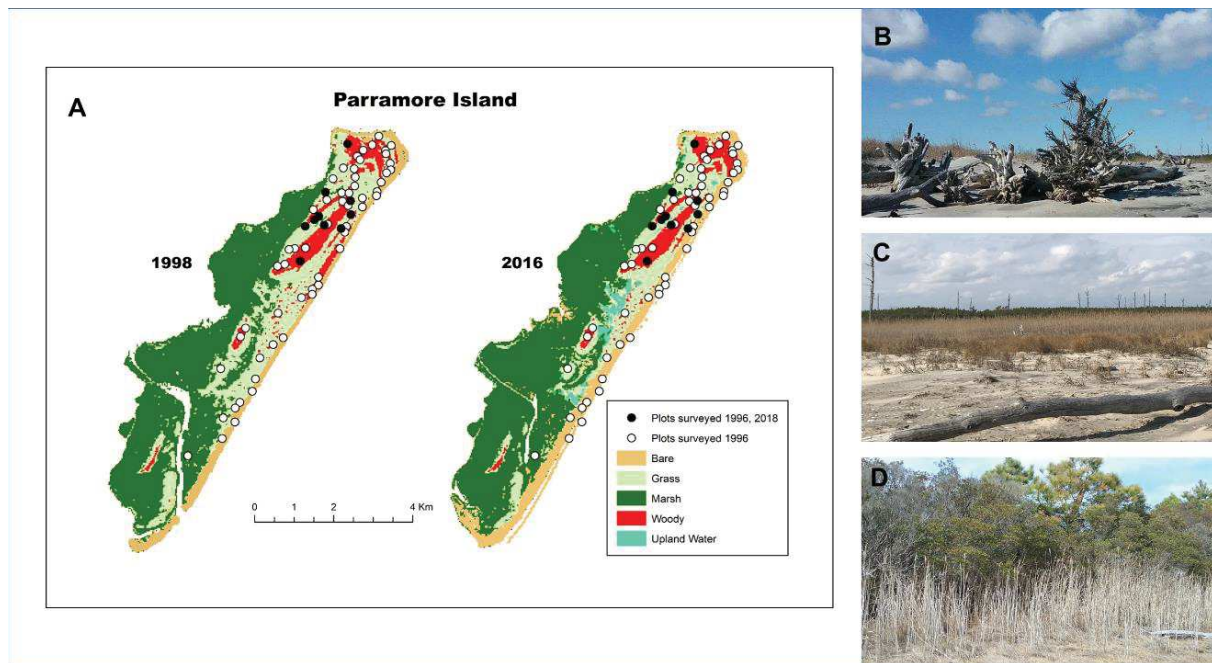 A
Parramore Island
1998
2016
Plots surveyed 1996, 2018
Plots surveyed 1996
Bare
Grass
Marsh
Woody
Upland Water
0 1 2 4 Km
B
C
D